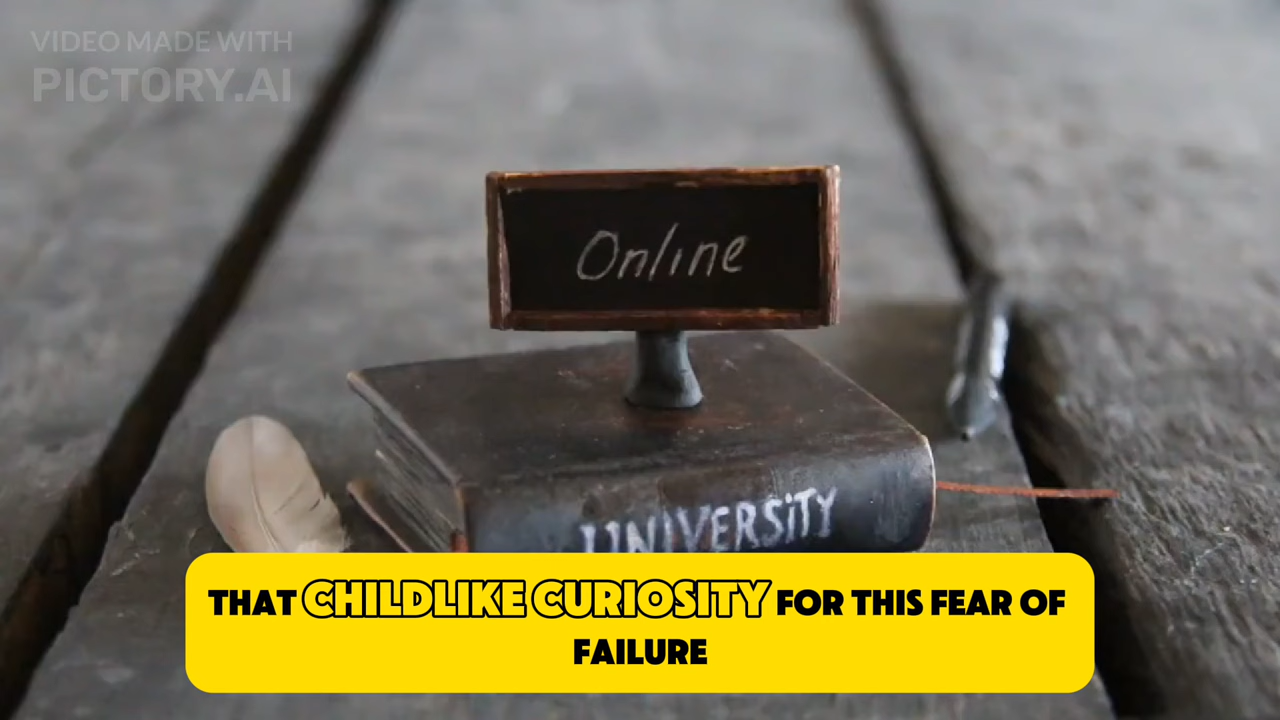 VIDEO MADE WITH
PICTORY.AI
Online
UNIVERSITY
THAT CHILDLIKE CURIOSITY FOR THIS FEAR OF
FAILURE